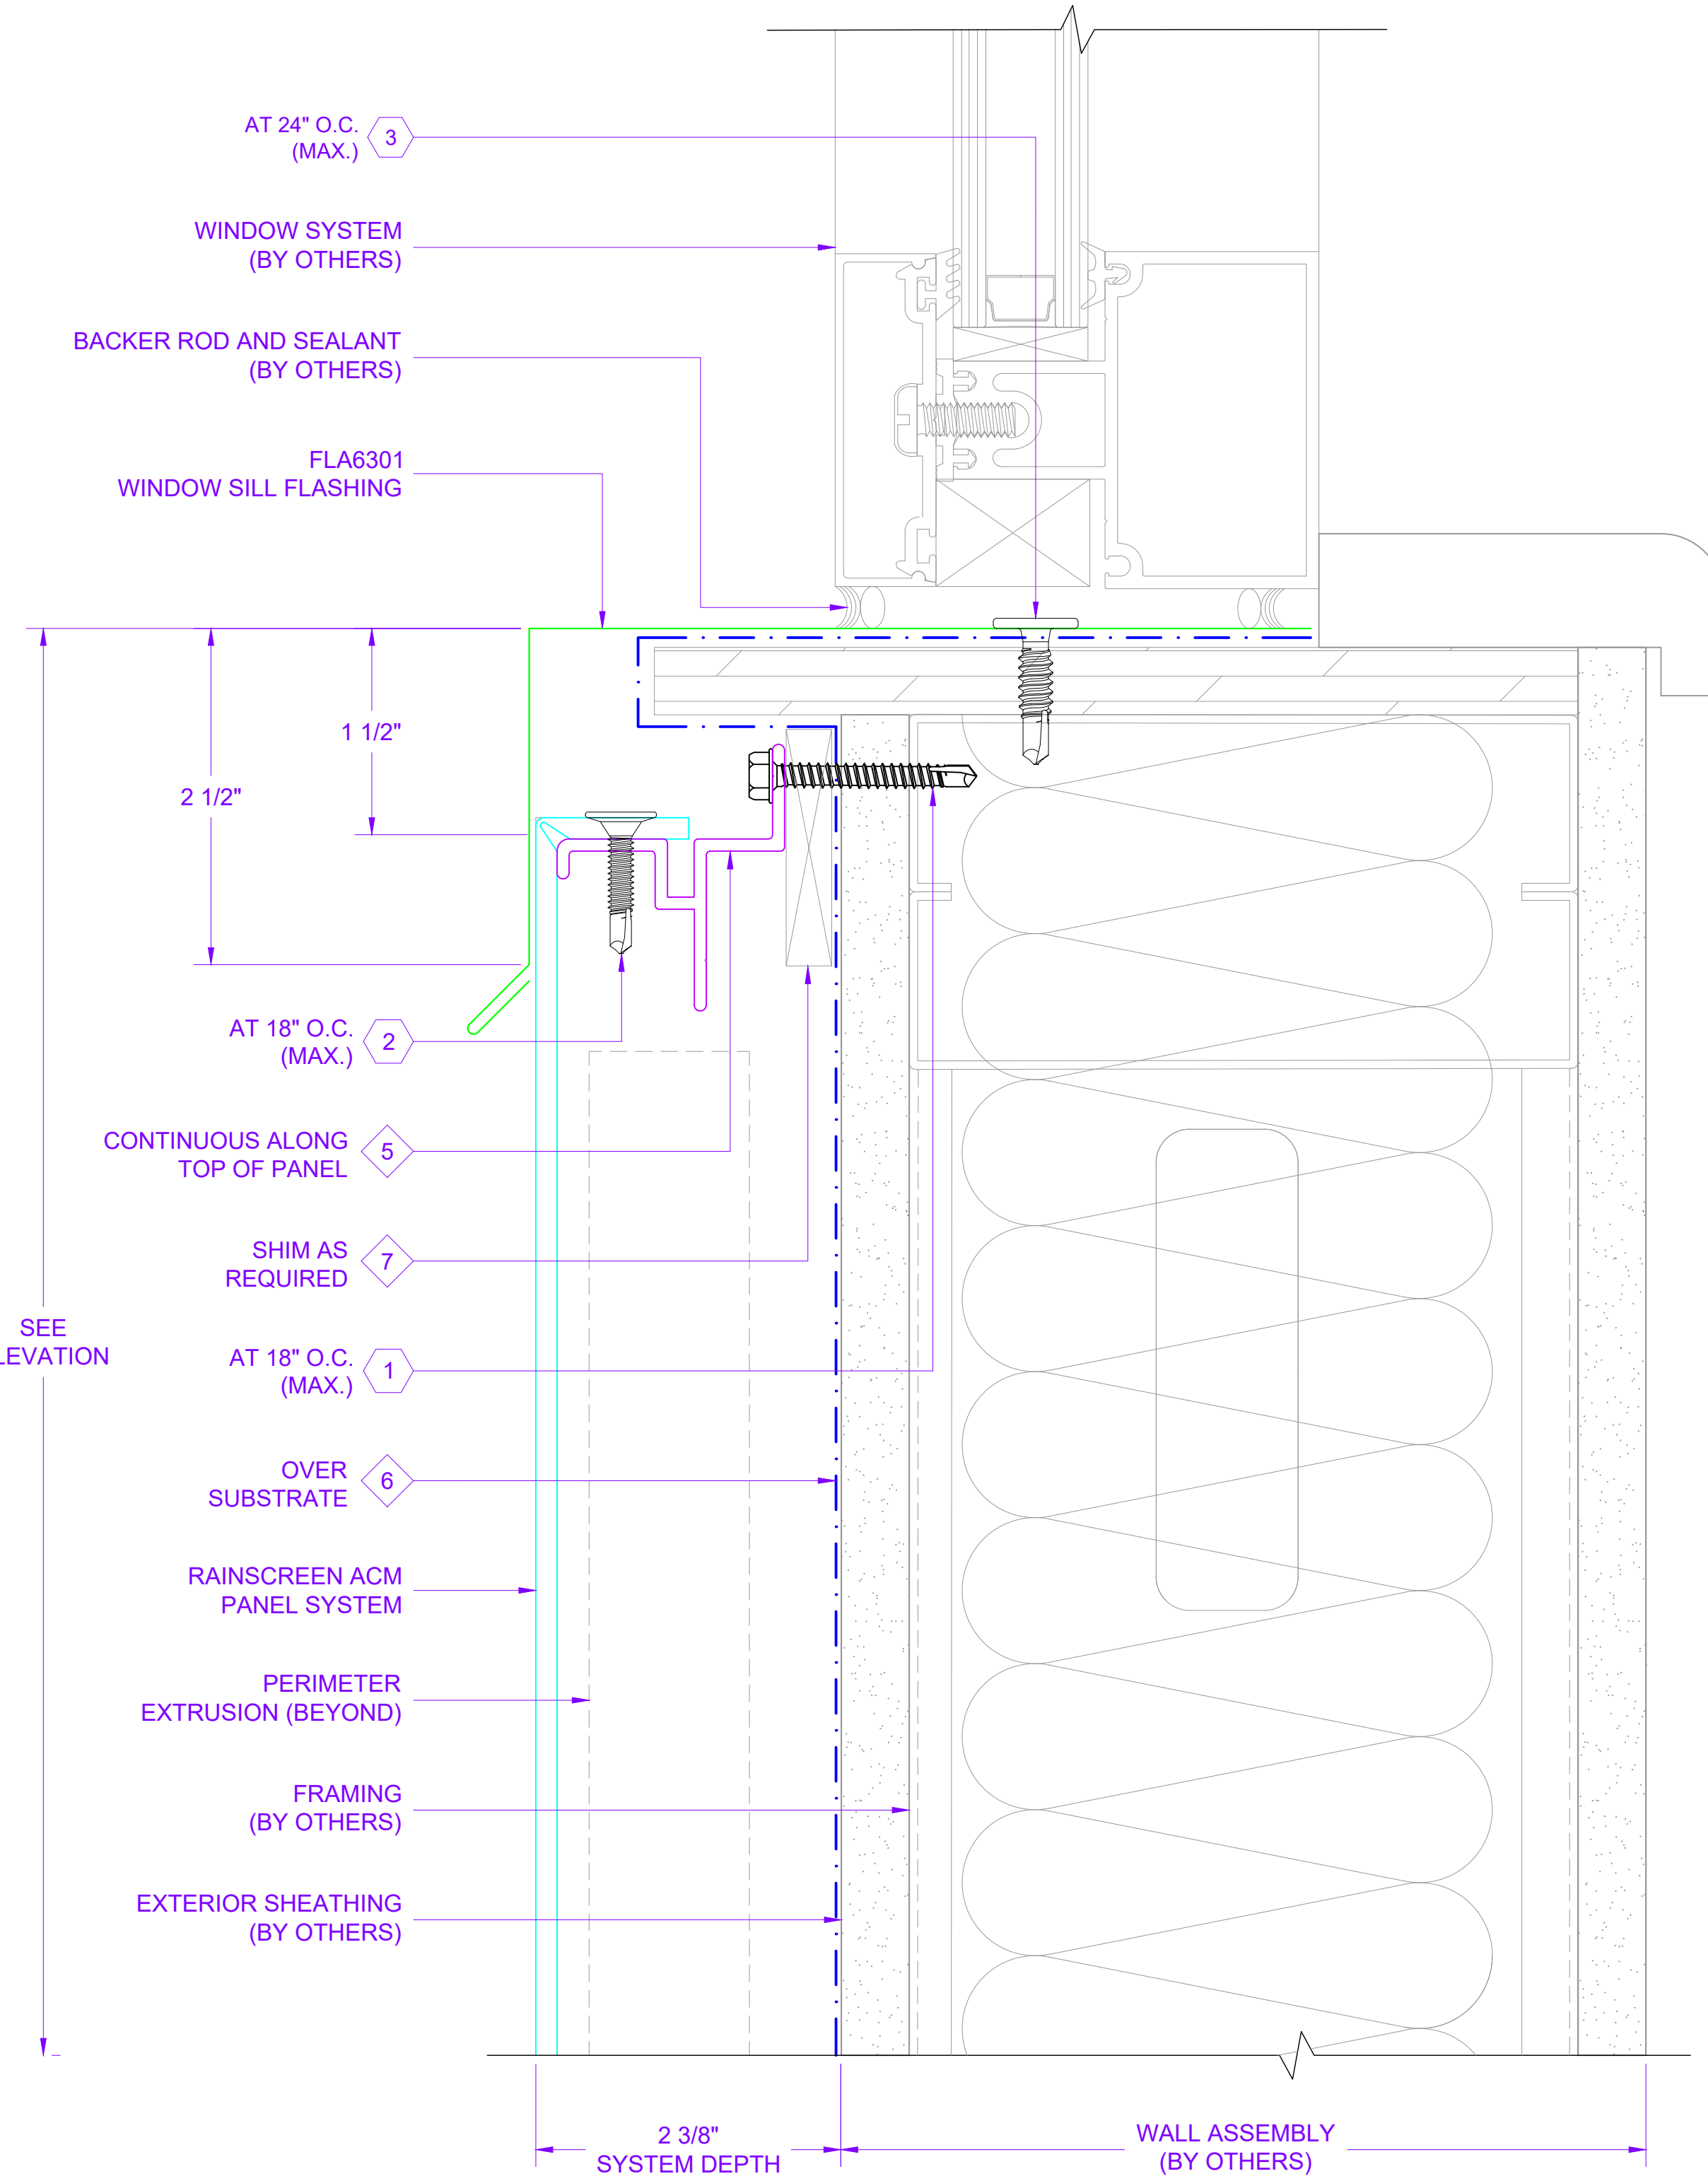 AT 24" O.C.
(MAX.)
3
WINDOW SYSTEM
(BY OTHERS)
BACKER ROD AND SEALANT
(BY OTHERS)
FLA6301
WINDOW SILL FLASHING
1 1/2"
2 1/2"
AT 18" O.C.
(MAX.)
2
CONTINUOUS ALONG
TOP OF PANEL
5
SHIM AS
REQUIRED
7
SEE
LEVATION
AT 18" O.C.
(MAX.)
1
OVER
SUBSTRATE
6
RAINSCREEN ACM
PANEL SYSTEM
PERIMETER
EXTRUSION (BEYOND)
FRAMING
(BY OTHERS)
EXTERIOR SHEATHING
(BY OTHERS)
2 3/8"
SYSTEM DEPTH
WALL ASSEMBLY
(BY OTHERS)